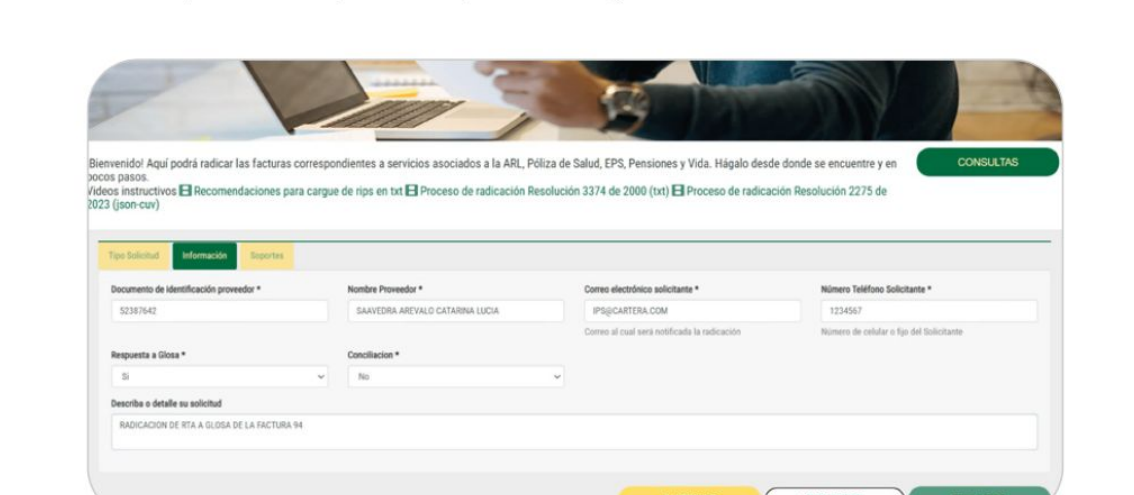 Bienvenido! Aquí podrá radicar las facturas correspondientes a servicios asociados a la ARL, Póliza de Salud, EPS, Pensiones y Vida. Hágalo desde donde se encuentre y en
pocos pasos.
CONSULTAS
Videos instructivos Recomendaciones para cargue de rips en txt Proceso de radicación Resolución 3374 de 2000 (txt) Proceso de radicación Resolución 2275 de
2023 (json-cuv)
Tipo Solicitud Información Soportes
Documento de identificación proveedor * Nombre Proveedor * Correo electrónico solicitante * Número Teléfono Solicitante *
52387642 SAAVEDRA AREVALO CATARINA LUCIA IPS@CARTERA.COM 1234567
Correo al cual será notificada la radicación Número de celular o fijo del Solicitante
Respuesta a Glosa * Conciliacion *
Si No
Describa o detalle su solicitud
RADICACION DE RTA A GLOSA DE LA FACTURA 94